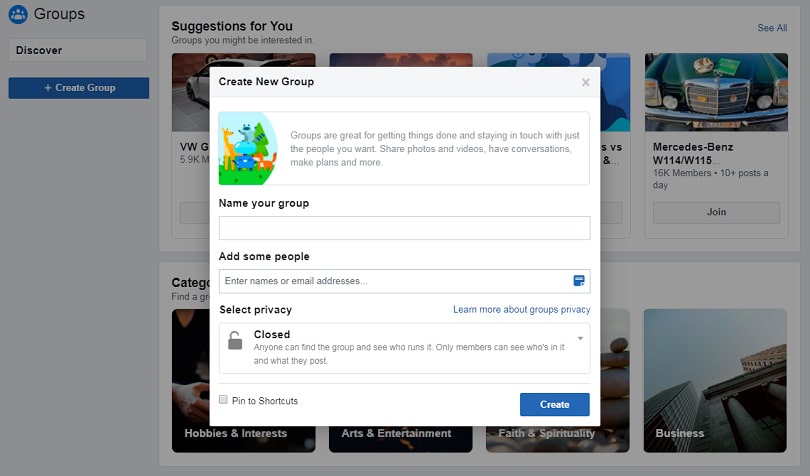 Groups
Discover
+ Create Group
Suggestions for You
Groups you might be interested in.
See All
VW G
5.9K M
s vs
&...
Mercedes-Benz
W114/W115...
16K Members • 10+ posts a
day
Join
Create New Group
×
Groups are great for getting things done and staying in touch with just
the people you want. Share photos and videos, have conversations,
make plans and more.
Name your group
Add some people
Enter names or email addresses...
Select privacy
Learn more about groups privacy
Closed
Anyone can find the group and see who runs it. Only members can see who's in it
and what they post.
Pin to Shortcuts
Create
Catego
Find a gr
Hobbies & Interests
Arts & Entertainment
Faith & Spirituality
Business